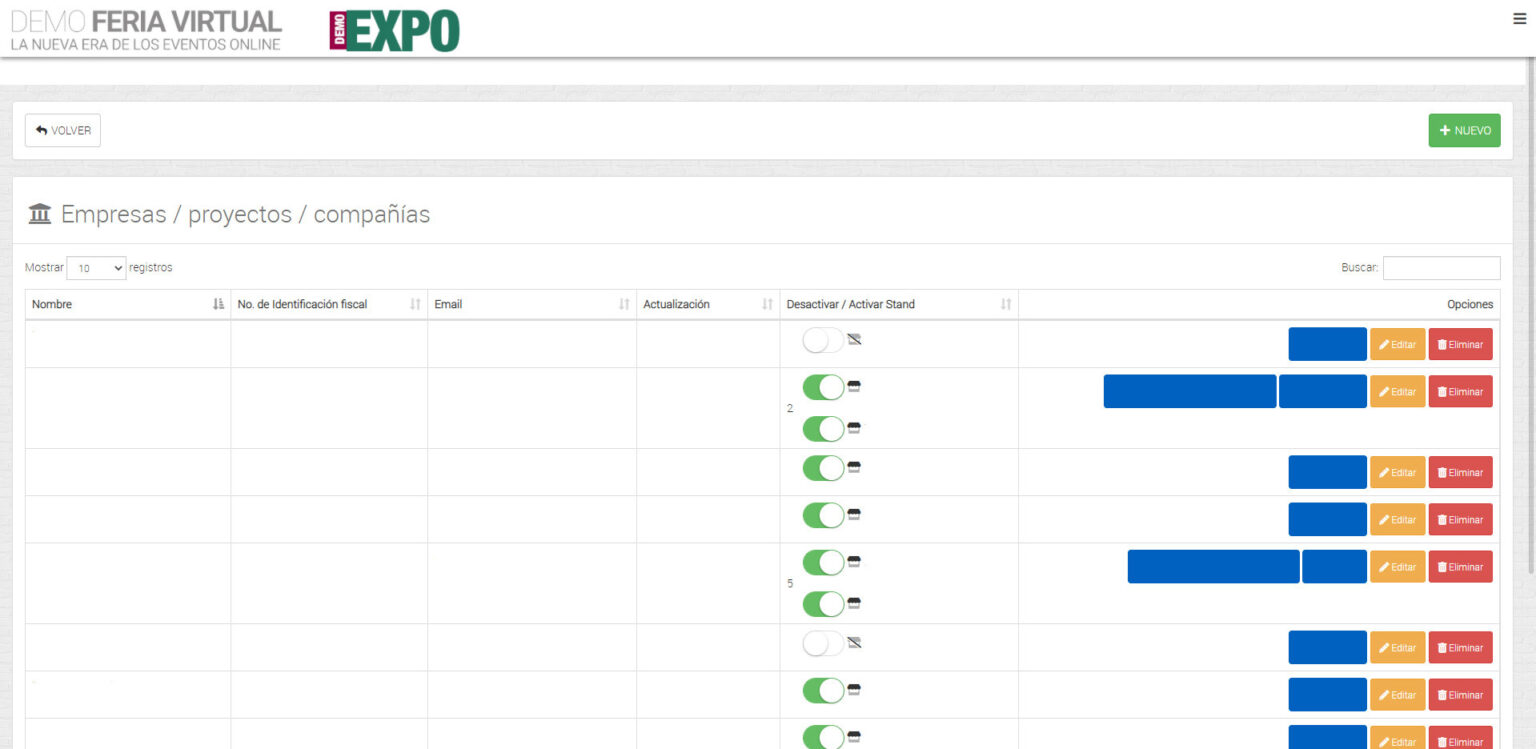 DEMO FERIA VIRTUAL
LA NUEVA ERA DE LOS EVENTOS ONLINE
DEMO EXPO
VOLVER
NUEVO
Empresas / proyectos / compañías
Mostrar 10 registros
Buscar:
Nombre No. de Identificación fiscal Email Actualización Desactivar / Activar Stand Opciones
Editar Eliminar
Editar Eliminar
2
Editar Eliminar
Editar Eliminar
Editar Eliminar
5
Editar Eliminar
Editar Eliminar
Editar Eliminar